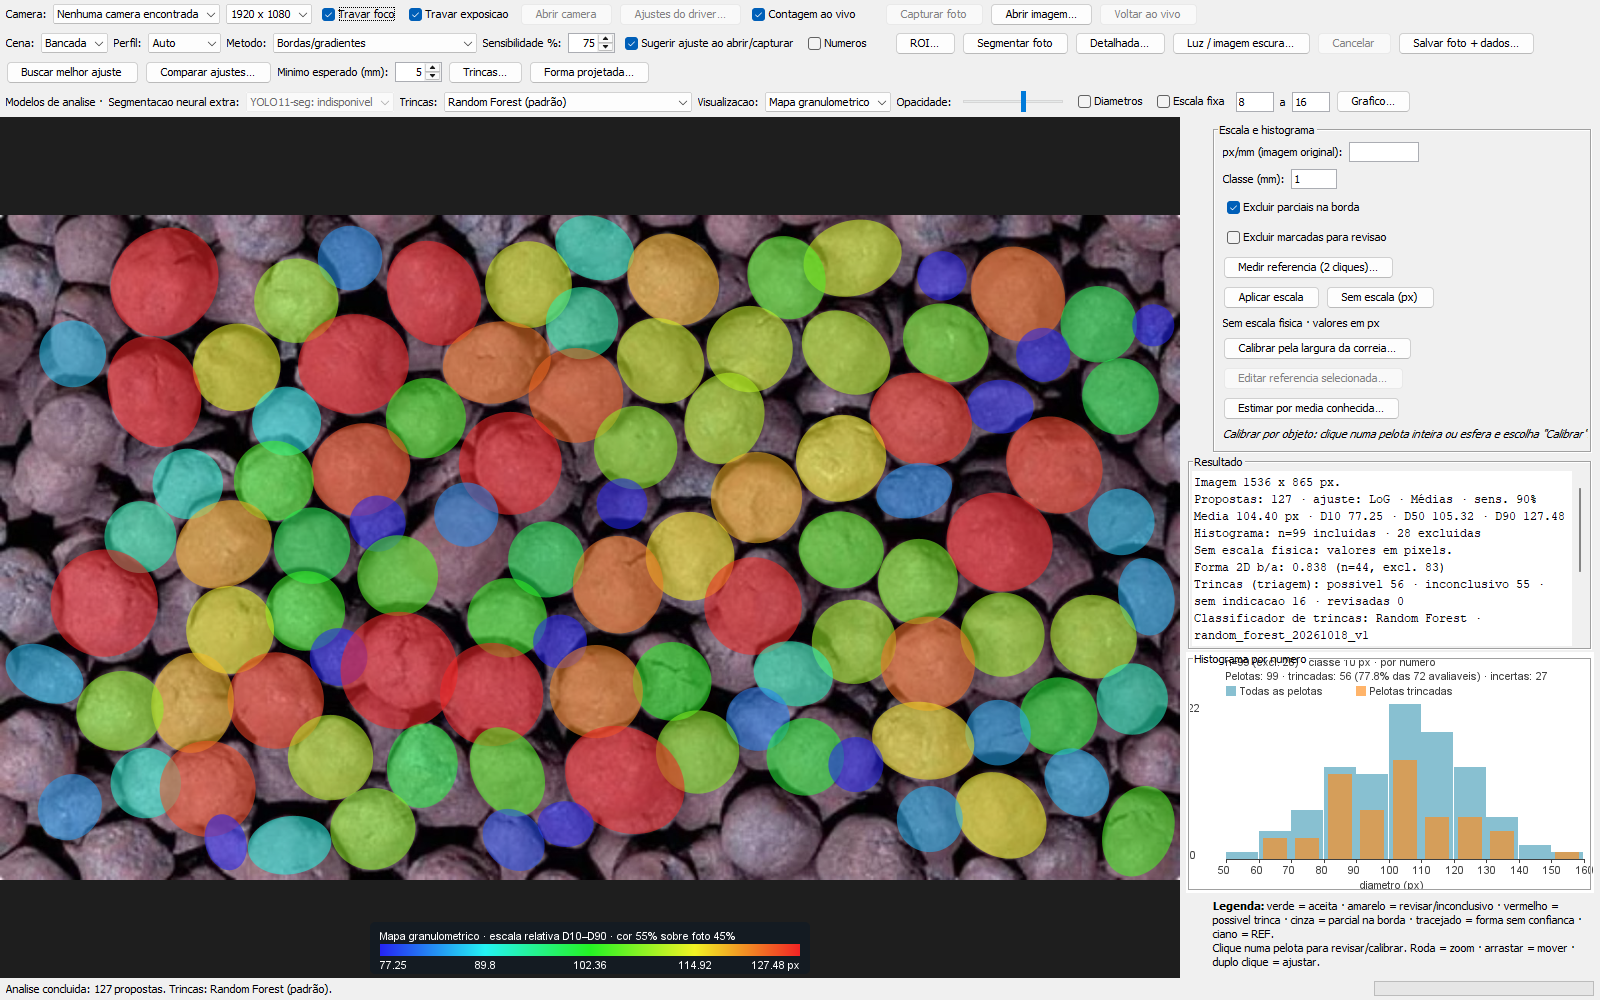 Camera: Nenhuma camera encontrada 1920 x 1080 Travar foco Travar exposicao Abrir camera Ajustes do driver... Contagem ao vivo Capturar foto Abrir imagem... Voltar ao vivo
Cena: Bancada Perfil: Auto Metodo: Bordas/gradientes Sensibilidade %: 75 Sugerir ajuste ao abrir/capturar Numeros ROI... Segmentar foto Detalhada... Luz / imagem escura... Cancelar Salvar foto + dados...
Buscar melhor ajuste Comparar ajustes... Minimo esperado (mm): 5 Trincas... Forma projetada...
Modelos de analise · Segmentacao neural extra: YOLO11-seg: indisponivel Trincas: Random Forest (padrão) Visualizacao: Mapa granulometrico Opacidade: Diametros Escala fixa 8 a 16 Grafico...
Escala e histograma
px/mm (imagem original):
Classe (mm): 1
Excluir parciais na borda
Excluir marcadas para revisao
Medir referencia (2 cliques)...
Aplicar escala Sem escala (px)
Sem escala fisica · valores em px
Calibrar pela largura da correia...
Editar referencia selecionada...
Estimar por media conhecida...
Calibrar por objeto: clique numa pelota inteira ou esfera e escolha "Calibrar"
Resultado
Imagem 1536 x 865 px.
Propostas: 127 · ajuste: LoG · Médias · sens. 90%
Media 104.40 px · D10 77.25 · D50 105.32 · D90 127.48
Histograma: n=99 incluidas · 28 excluidas
Sem escala fisica: valores em pixels.
Forma 2D b/a: 0.838 (n=44, excl. 83)
Trincas (triagem): possivel 56 · inconclusivo 55 ·
sem indicacao 16 · revisadas 0
Classificador de trincas: Random Forest ·
random_forest_20261018_v1
Histograma por numero
n=99 (excl. 28) · classe 10 px · por numero
Pelotas: 99 · trincadas: 56 (77.8% das 72 avaliaveis) · incertas: 27
Todas as pelotas Pelotas trincadas
22
0
50 60 70 80 90 100 110 120 130 140 150 160
diametro (px)
Legenda: verde = aceita · amarelo = revisar/inconclusivo · vermelho =
possivel trinca · cinza = parcial na borda · tracejado = forma sem confianca ·
ciano = REF.
Clique numa pelota para revisar/calibrar. Roda = zoom · arrastar = mover ·
duplo clique = ajustar.
Mapa granulometrico · escala relativa D10–D90 · cor 55% sobre foto 45%
77.25 89.8 102.36 114.92 127.48 px
Analise concluida: 127 propostas. Trincas: Random Forest (padrão).